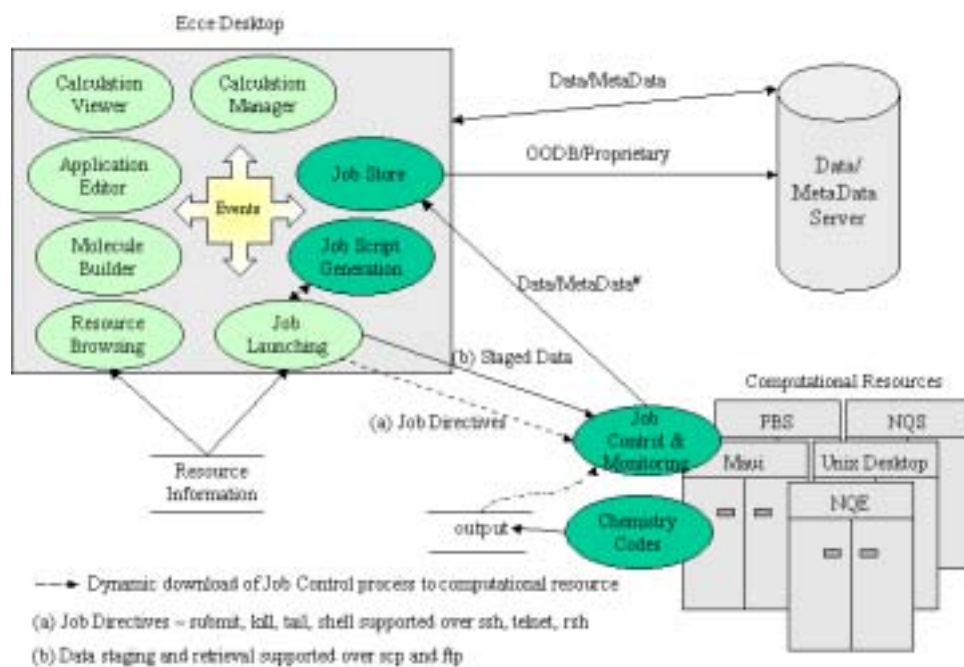 Ecce Desktop
Calculation
Viewer
Calculation
Manager
Application
Editor
Job Store
Events
Molecule
Builder
Job Script
Generation
Resource
Browsing
Job
Launching
Data/MetaData
OODB/Proprietary
Data/
MetaData
Server
Data/MetaData#
(b) Staged Data
(a) Job Directives
Resource
Information
Computational Resources
Job
Control &
Monitoring
PBS
NQS
Maui
Unix Desktop
NQE
output
Chemistry
Codes
Dynamic download of Job Control process to computational resource
(a) Job Directives – submit, kill, tail, shell supported over ssh, telnet, rsh
(b) Data staging and retrieval supported over scp and ftp